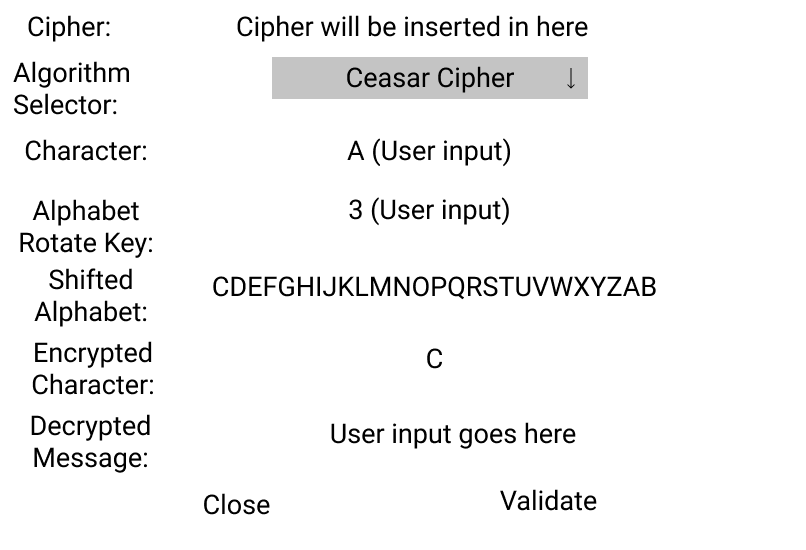 Cipher: Cipher will be inserted in here
Algorithm
Selector:
Ceasar Cipher ↓
Character: A (User input)
Alphabet
Rotate Key:
3 (User input)
Shifted
Alphabet:
CDEFGHIJKLMNOPQRSTUVWXYZAB
Encrypted
Character:
C
Decrypted
Message:
User input goes here
Close Validate